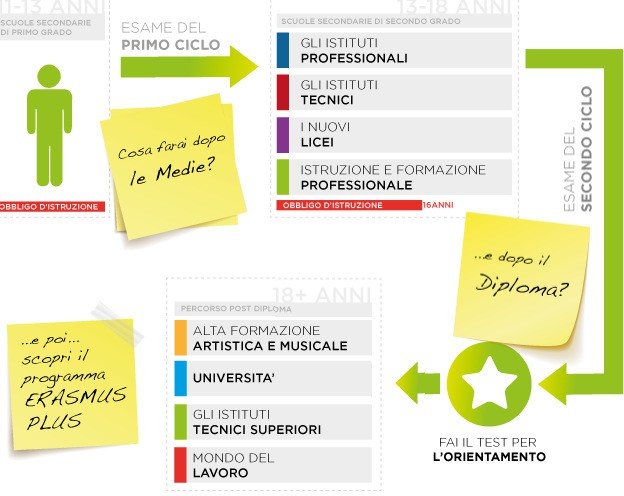 11-13 ANNI
SCUOLE SECONDARIE
DI PRIMO GRADO
OBBLIGO D'ISTRUZIONE
ESAME DEL
PRIMO CICLO
Cosa farai dopo
le Medie?
13-18 ANNI
SCUOLE SECONDARIE DI SECONDO GRADO
GLI ISTITUTI
PROFESSIONALI
GLI ISTITUTI
TECNICI
I NUOVI
LICEI
ISTRUZIONE E FORMAZIONE
PROFESSIONALE
OBBLIGO D'ISTRUZIONE 16ANNI
ESAME DEL
SECONDO CICLO
...e dopo il
Diploma?
FAI IL TEST PER
L'ORIENTAMENTO
18+ ANNI
PERCORSO POST DIPLOMA
ALTA FORMAZIONE
ARTISTICA E MUSICALE
UNIVERSITA'
GLI ISTITUTI
TECNICI SUPERIORI
MONDO DEL
LAVORO
...e poi...
scopri il
programma
ERASMUS
PLUS